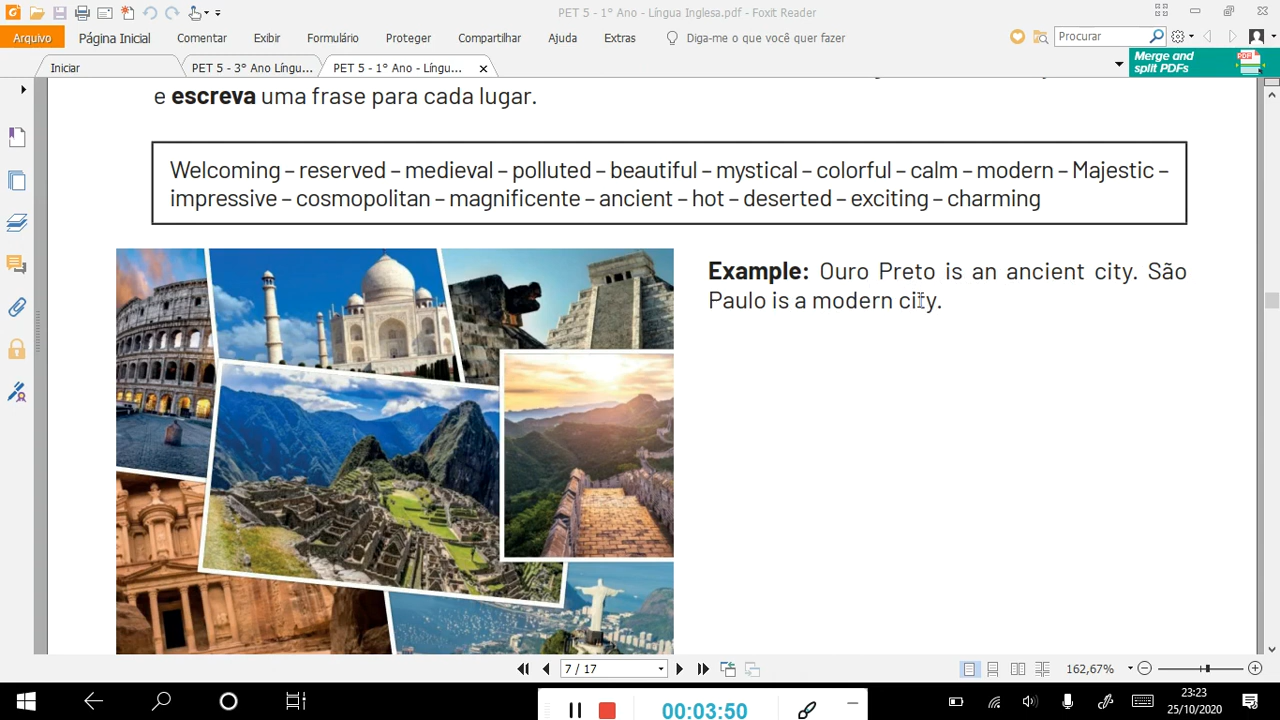 PET 5 - 1° Ano - Língua Inglesa.pdf - Foxit Reader
Arquivo Página Inicial Comentar Exibir Formulário Proteger Compartilhar Ajuda Extras Diga-me o que você quer fazer Procurar
Iniciar PET 5 - 3° Ano Língu... PET 5 - 1° Ano - Língu... Merge and split PDFs
e escreva uma frase para cada lugar.
Welcoming – reserved – medieval – polluted – beautiful – mystical – colorful – calm – modern – Majestic –
impressive – cosmopolitan – magnificente – ancient – hot – deserted – exciting – charming
Example: Ouro Preto is an ancient city. São
Paulo is a modern city.
7 / 17 162,67%
00:03:50
23:23
25/10/2020